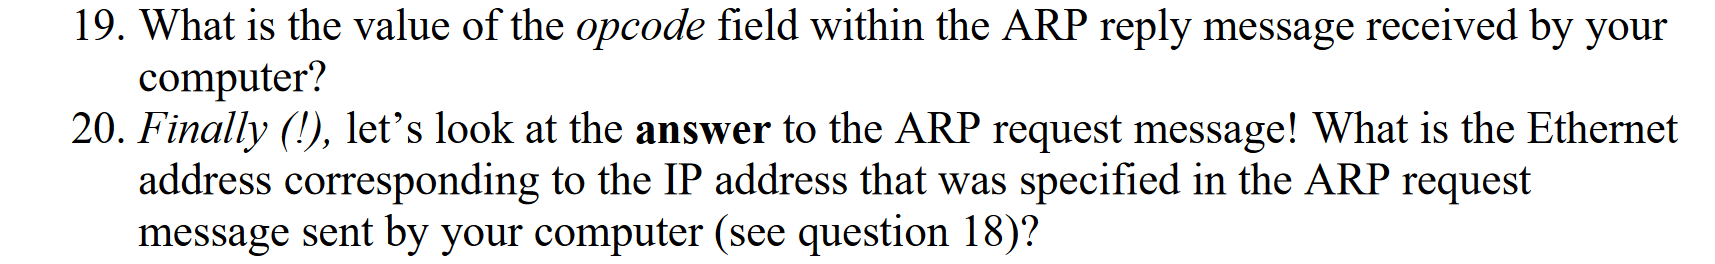 19. What is the value of the opcode field within the ARP reply message received by your
computer?
20. Finally (!), let’s look at the answer to the ARP request message! What is the Ethernet
address corresponding to the IP address that was specified in the ARP request
message sent by your computer (see question 18)?